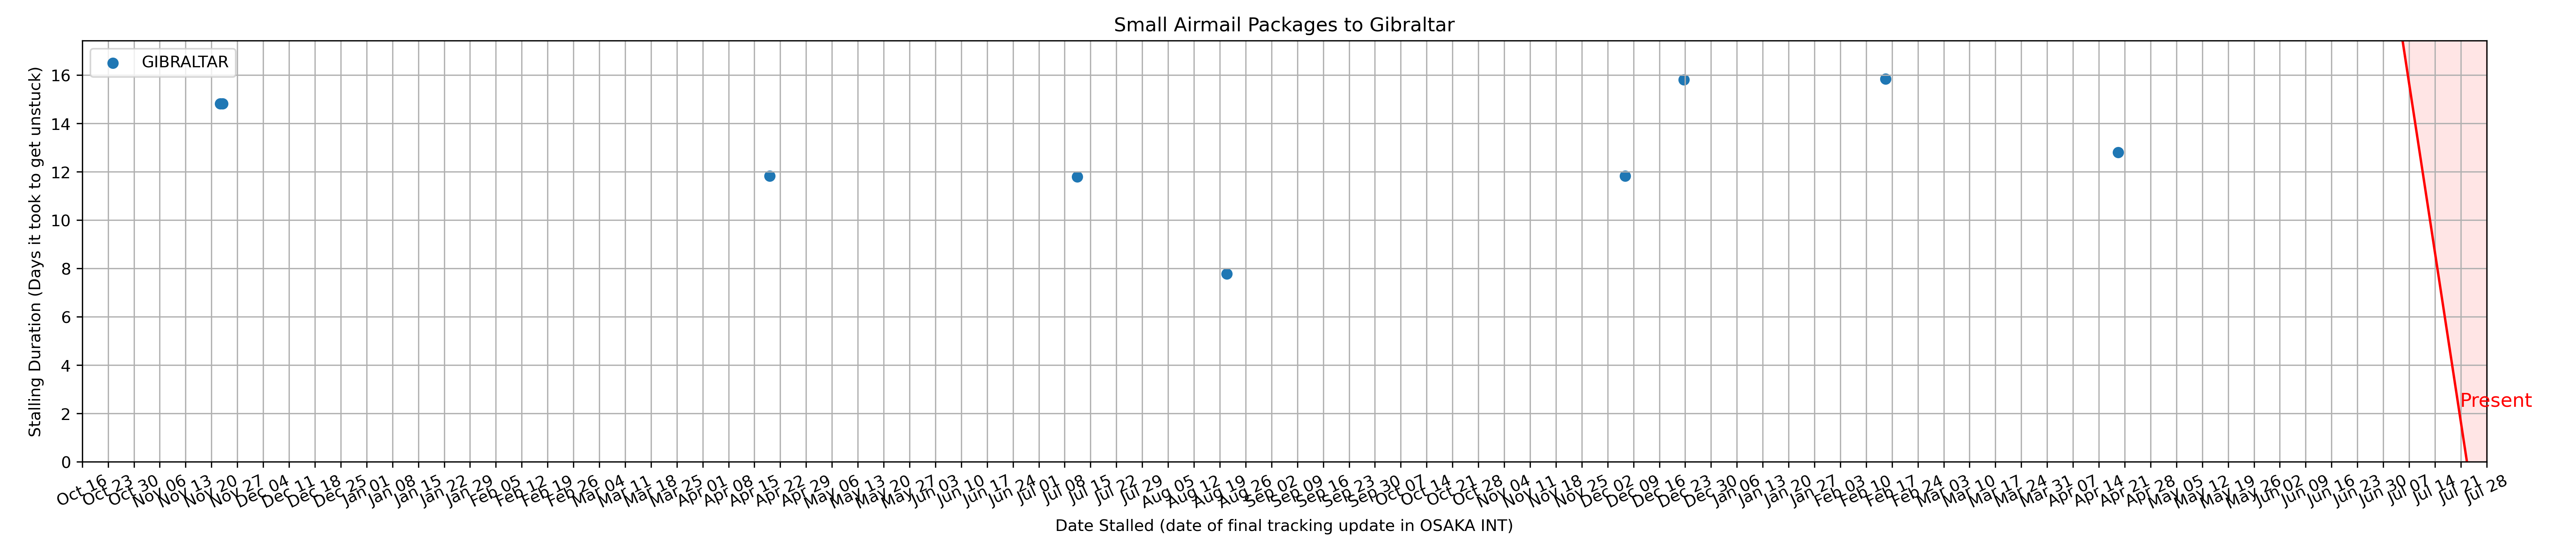 Small Airmail Packages to Gibraltar
GIBRALTAR
Stalling Duration (Days it took to get unstuck)
16
14
12
10
8
6
4
2
0
Present
Oct 16 Oct 23 Oct 30 Nov 06 Nov 13 Nov 20 Nov 27 Dec 04 Dec 11 Dec 18 Dec 25 Jan 01 Jan 08 Jan 15 Jan 22 Jan 29 Feb 05 Feb 12 Feb 19 Feb 26 Mar 04 Mar 11 Mar 18 Mar 25 Apr 01 Apr 08 Apr 15 Apr 22 Apr 29 May 06 May 13 May 20 May 27 Jun 03 Jun 10 Jun 17 Jun 24 Jul 01 Jul 08 Jul 15 Jul 22 Jul 29 Aug 05 Aug 12 Aug 19 Aug 26 Sep 02 Sep 09 Sep 16 Sep 23 Sep 30 Oct 07 Oct 14 Oct 21 Oct 28 Nov 04 Nov 11 Nov 18 Nov 25 Dec 02 Dec 09 Dec 16 Dec 23 Dec 30 Jan 06 Jan 13 Jan 20 Jan 27 Feb 03 Feb 10 Feb 17 Feb 24 Mar 03 Mar 10 Mar 17 Mar 24 Mar 31 Apr 07 Apr 14 Apr 21 Apr 28 May 05 May 12 May 19 May 26 Jun 02 Jun 09 Jun 16 Jun 23 Jun 30 Jul 07 Jul 14 Jul 21 Jul 28
Date Stalled (date of final tracking update in OSAKA INT)